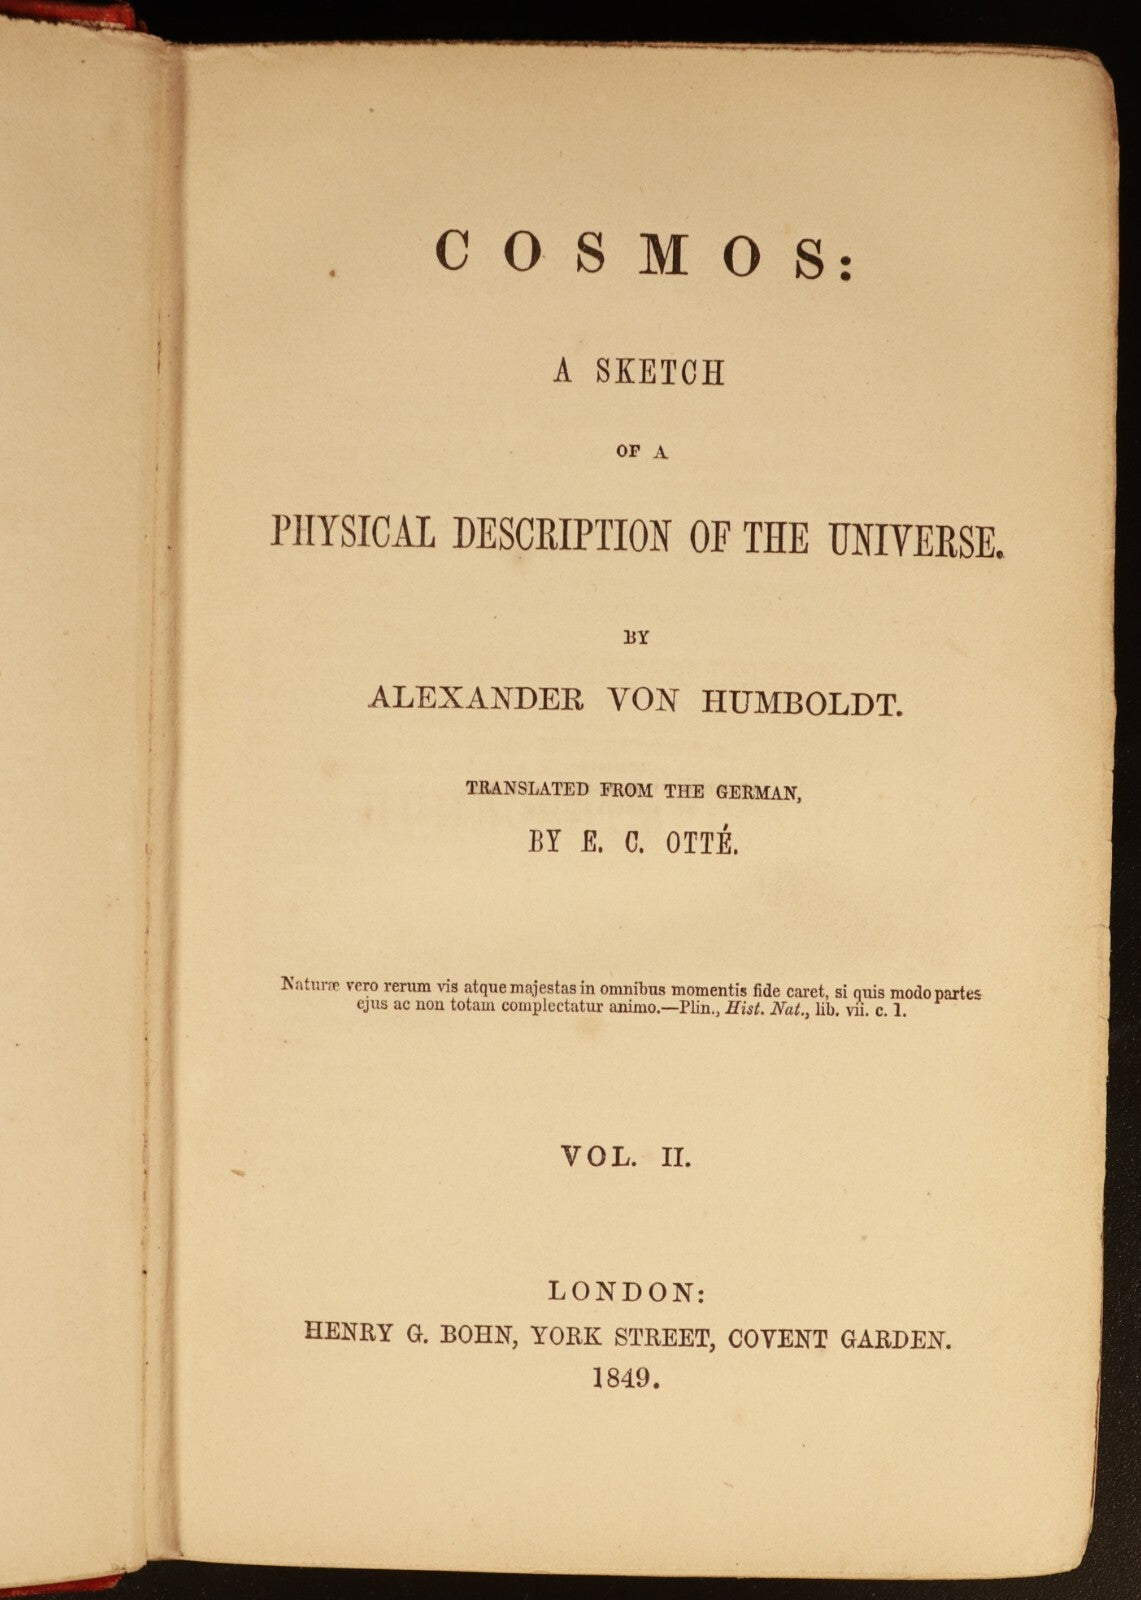 COSMOS:
A SKETCH
OF A
PHYSICAL DESCRIPTION OF THE UNIVERSE.
BY
ALEXANDER VON HUMBOLDT.
TRANSLATED FROM THE GERMAN,
BY E. C. OTTÉ.
Naturæ vero rerum vis atque majestas in omnibus momentis fide caret, si quis modo partes
ejus ac non totam complectatur animo.—Plin., Hist. Nat., lib. vii. c. 1.
VOL. II.
LONDON:
HENRY G. BOHN, YORK STREET, COVENT GARDEN.
1849.